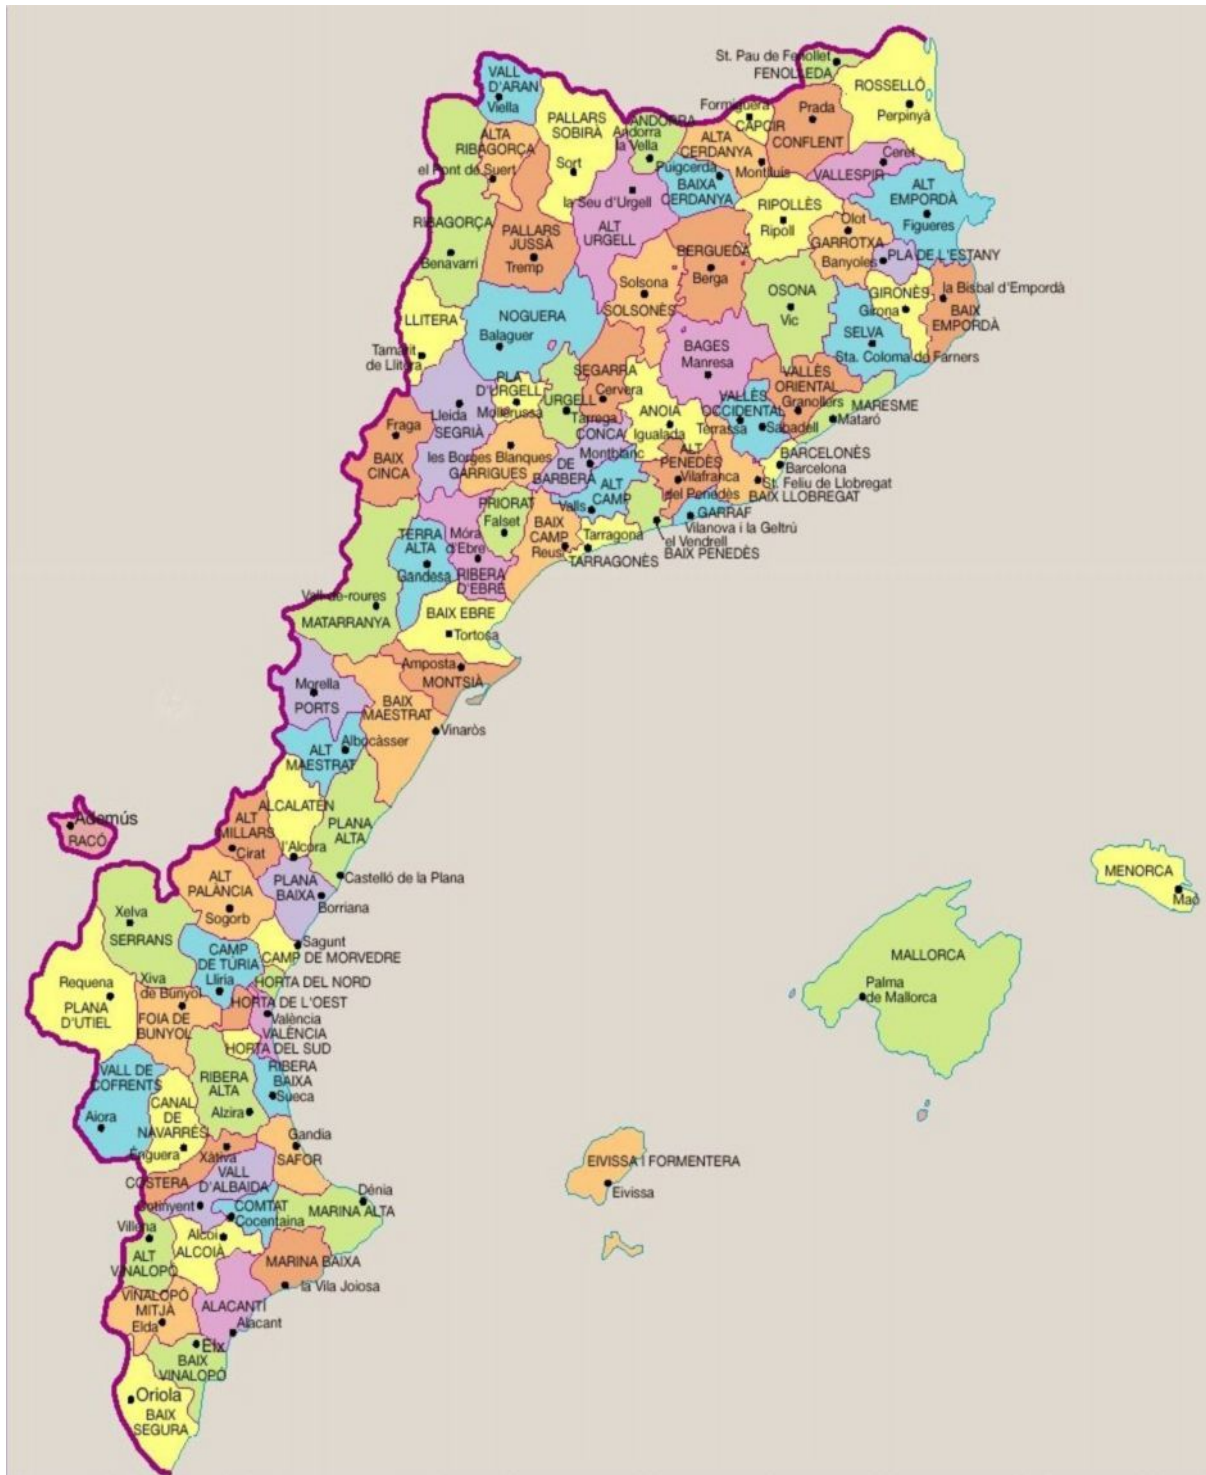 St. Pau de Fenollet
FENOLLEDA
ROSSELLÓ
Perpinyà
VALL
D'ARAN
Viella
PALLARS
SOBIRÀ
Sort
Formiguera
CAPCIR
Prada
CONFLENT
ANDORRA
Andorra
la Vella
ALTA
RIBAGORÇA
el Pont de Suert
ALTA
CERDANYA
Montlluís
Puigcerdà
BAIXA
CERDANYA
Ceret
VALLESPIR
ALT
EMPORDÀ
Figueres
la Seu d'Urgell
ALT
URGELL
RIPOLLÈS
Ripoll
Olot
GARROTXA
Banyoles
PLA DE L'ESTANY
RIBAGORÇA
Benavarri
PALLARS
JUSSÀ
Tremp
BERGUEDÀ
Berga
Solsona
SOLSONÈS
OSONA
Vic
GIRONÈS
Girona
la Bisbal d'Empordà
BAIX
EMPORDÀ
LLITERA
Tamarit
de Llitera
NOGUERA
Balaguer
SELVA
Sta. Coloma de Farners
BAGES
Manresa
SEGARRA
Cervera
VALLÈS
ORIENTAL
Granollers
PLA
D'URGELL
Mollerussa
URGELL
Tàrrega
ANOIA
Igualada
VALLÈS
OCCIDENTAL
Terrassa
Sabadell
MARESME
Mataró
Fraga
BAIX
CINCA
Lleida
SEGRIÀ
les Borges Blanques
GARRIGUES
CONCA
Montblanc
DE
BARBERÀ
ALT
PENEDÈS
Vilafranca
del Penedès
BARCELONÈS
Barcelona
St. Feliu de Llobregat
BAIX LLOBREGAT
PRIORAT
Falset
Valls
ALT
CAMP
GARRAF
Vilanova i la Geltrú
el Vendrell
BAIX PENEDÈS
TERRA
ALTA
Gandesa
Móra
d'Ebre
RIBERA
D'EBRE
BAIX
CAMP
Reus
Tarragona
TARRAGONÈS
Vall-de-roures
MATARRANYA
BAIX EBRE
Tortosa
Amposta
MONTSIÀ
Morella
PORTS
BAIX
MAESTRAT
Vinaròs
Albocàsser
ALT
MAESTRAT
Ademús
RACÓ
ALCALATÉN
l'Alcora
ALT
MILLARS
Cirat
PLANA
ALTA
Castelló de la Plana
ALT
PALÀNCIA
Sogorb
PLANA
BAIXA
Borriana
MENORCA
Maó
Xelva
SERRANS
Sagunt
CAMP DE MORVEDRE
CAMP
DE TÚRIA
Llíria
MALLORCA
Palma
de Mallorca
Requena
PLANA
D'UTIEL
Xiva
de Bunyol
FOIA DE
BUNYOL
HORTA DEL NORD
HORTA DE L'OEST
València
VALÈNCIA
HORTA DEL SUD
VALL DE
COFRENTS
Aiora
CANAL
DE
NAVARRÉS
Énguera
RIBERA
ALTA
Alzira
RIBERA
BAIXA
Sueca
Gandia
SAFOR
Xàtiva
COSTERA
VALL
D'ALBAIDA
Ontinyent
EIVISSA I FORMENTERA
Eivissa
COMTAT
Cocentaina
Dénia
MARINA ALTA
Villena
ALT
VINALOPÓ
Alcoi
ALCOIÀ
MARINA BAIXA
la Vila Joiosa
VINALOPÓ
MITJÀ
Elda
ALACANTÍ
Alacant
Elx
BAIX
VINALOPÓ
Oriola
BAIX
SEGURA